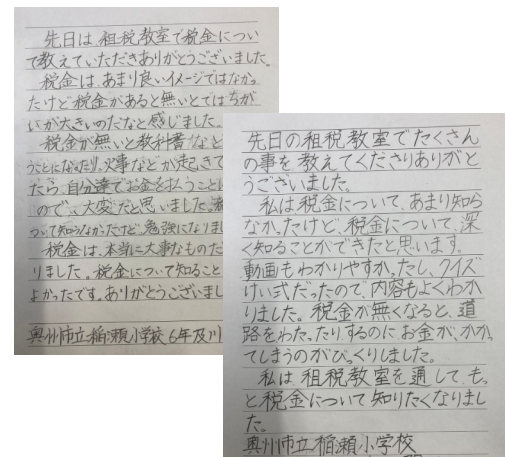 先日は、租税教室で税金につい
て教えていただきありがとうございました。
税金は、あまり良いイメージではなかっ
たけど税金があると無いとではちが
いが大きいのだなと感じました。
税金が無いと教科書など
うことになったり、火事などが起きて
たら、自分達でお金を払うことに
ので、大変だと思いました。
ついて知らなかったけど、勉強になりまし
税金は、本当に大事なものだ
りました。税金について知ること
よかったです。ありがとうございまし
奥州市立稲瀬小学校6年及川
先日の租税教室でたくさん
の事を教えてくださりありがと
うございました。
私は、税金について、あまり知ら
なかったけど、税金について、深
く知ることができたと思います。
動画もわかりやすかったし、クイズ
けい式だったので、内容もよくわか
りました。税金が無くなると、道
路をわたったりするのにお金がかかっ
てしまうのがびっくりしました。
私は、租税教室を通して、もっ
と税金について知りたくなりまし
た。
奥州市立稲瀬小学校